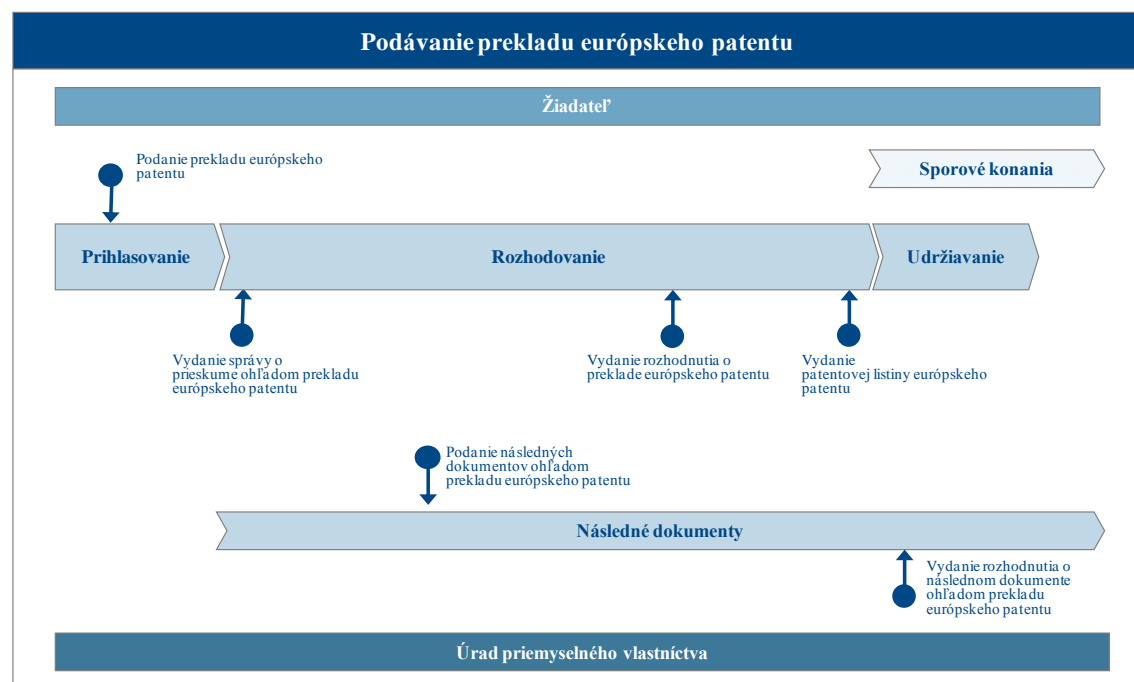 Podávanie prekladu európskeho patentu
Žiadateľ
Podanie prekladu európskeho
patentu
Sporové konania
Prihlasovanie
Rozhodovanie
Udržiavanie
Vydanie správy o
prieskume ohľadom prekladu
európskeho patentu
Vydanie rozhodnutia o
preklade európskeho patentu
Vydanie
patentovej listiny európskeho
patentu
Podanie následných
dokumentov ohľadom
prekladu európskeho patentu
Následné dokumenty
Vydanie rozhodnutia o
následnom dokumente
ohľadom prekladu
európskeho patentu
Úrad priemyselného vlastníctva